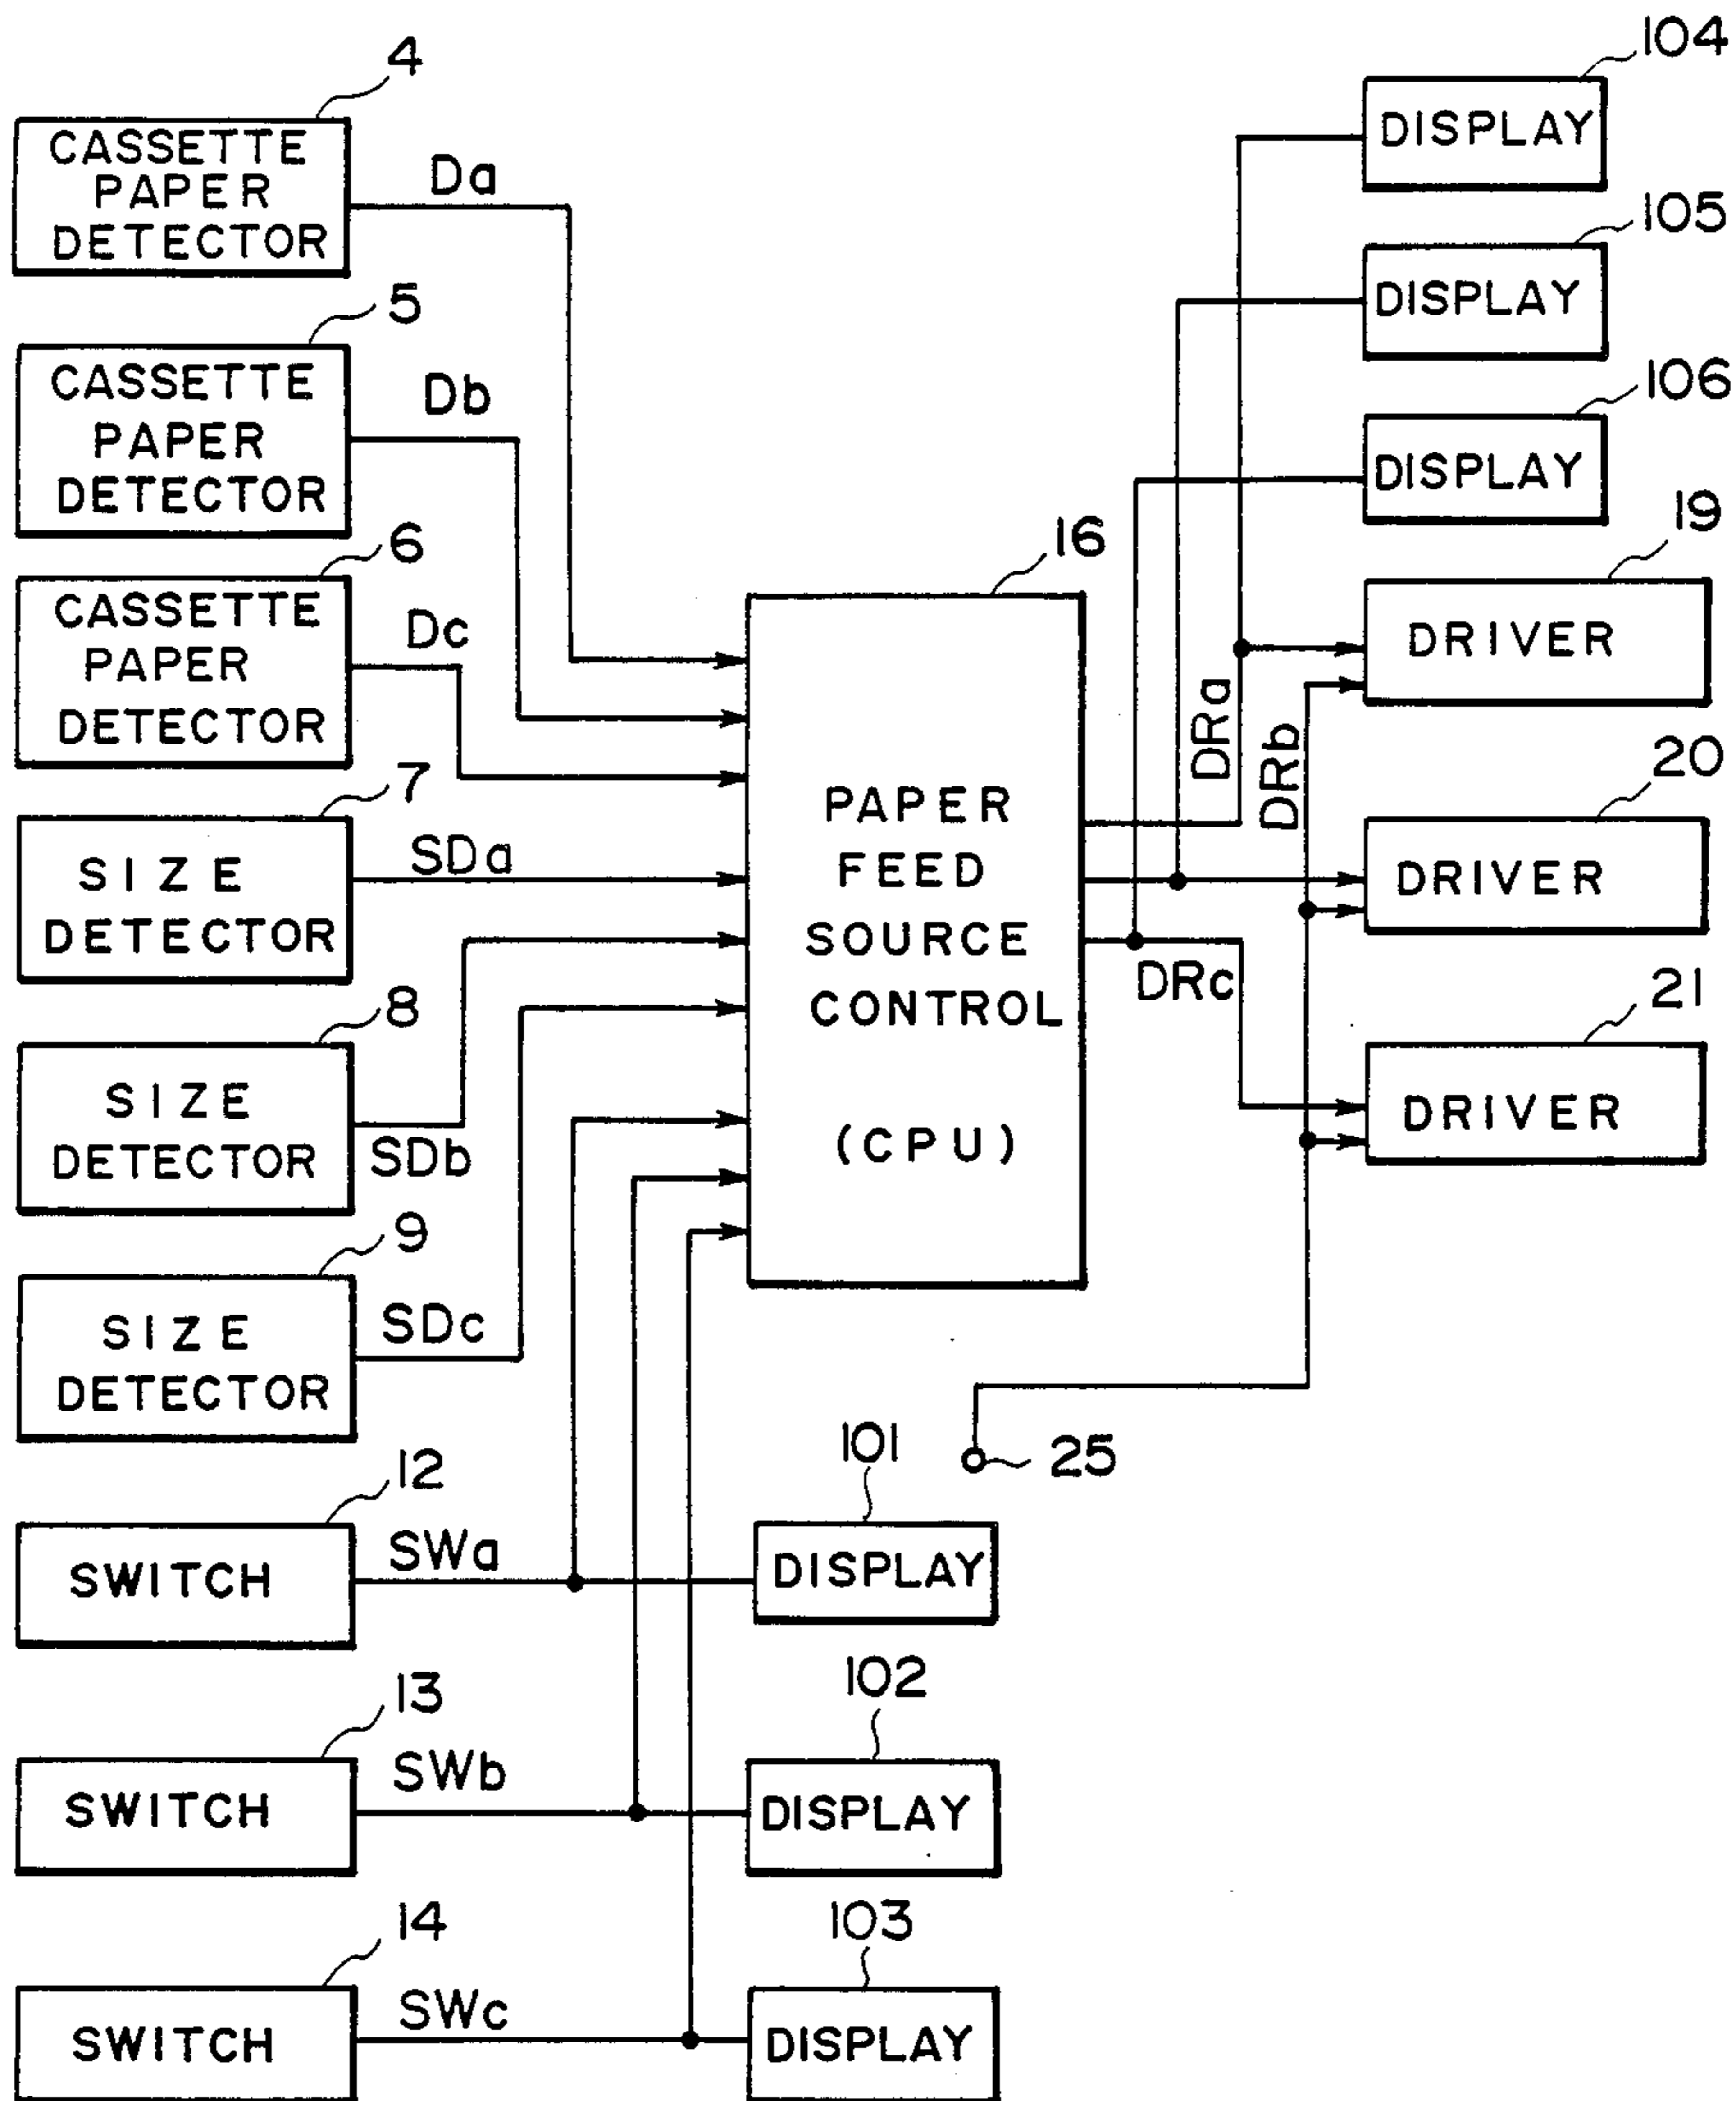 4
CASSETTE
PAPER
DETECTOR
Da
5
CASSETTE
PAPER
DETECTOR
Db
6
CASSETTE
PAPER
DETECTOR
Dc
7
SIZE
DETECTOR
SDa
8
SIZE
DETECTOR
SDb
9
SIZE
DETECTOR
SDc
12
SWITCH
SWa
13
SWITCH
SWb
14
SWITCH
SWc
16
PAPER
FEED
SOURCE
CONTROL
(CPU)
101
DISPLAY
102
DISPLAY
103
DISPLAY
25
DRa
DRb
DRc
104
DISPLAY
105
DISPLAY
106
DISPLAY
19
DRIVER
20
DRIVER
21
DRIVER